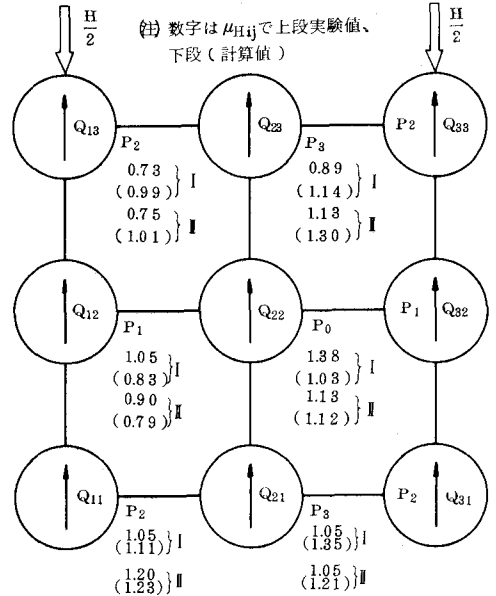 H
2
(注) 数字はμHijで上段実験値、
下段(計算値)
H
2
Q13
Q23
P2
Q33
P2
P3
0.73
(0.99)
} I
0.89
(1.14)
} I
0.75
(1.01)
} II
1.13
(1.30)
} II
Q12
Q22
P1
Q32
P1
P0
1.05
(0.83)
} I
1.38
(1.03)
} I
0.90
(0.79)
} II
1.13
(1.12)
} II
Q11
Q21
P2
Q31
P2
P3
1.05
(1.11)
} I
1.05
(1.35)
} I
1.20
(1.23)
} II
1.05
(1.21)
} II